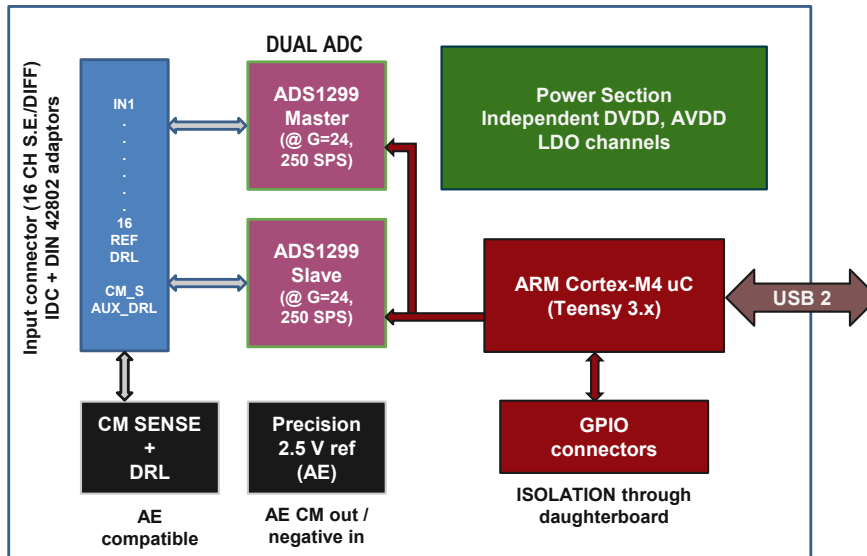 Input connector (16 CH S.E./DIFF)
IDC + DIN 42802 adaptors
IN1
.
.
.
.
.
.
16
REF
DRL
CM_S
AUX_DRL
DUAL ADC
ADS1299
Master
(@ G=24,
250 SPS)
ADS1299
Slave
(@ G=24,
250 SPS)
Power Section
Independent DVDD, AVDD
LDO channels
ARM Cortex-M4 uC
(Teensy 3.x)
USB 2
CM SENSE
+
DRL
AE
compatible
Precision
2.5 V ref
(AE)
AE CM out /
negative in
GPIO
connectors
ISOLATION through
daughterboard